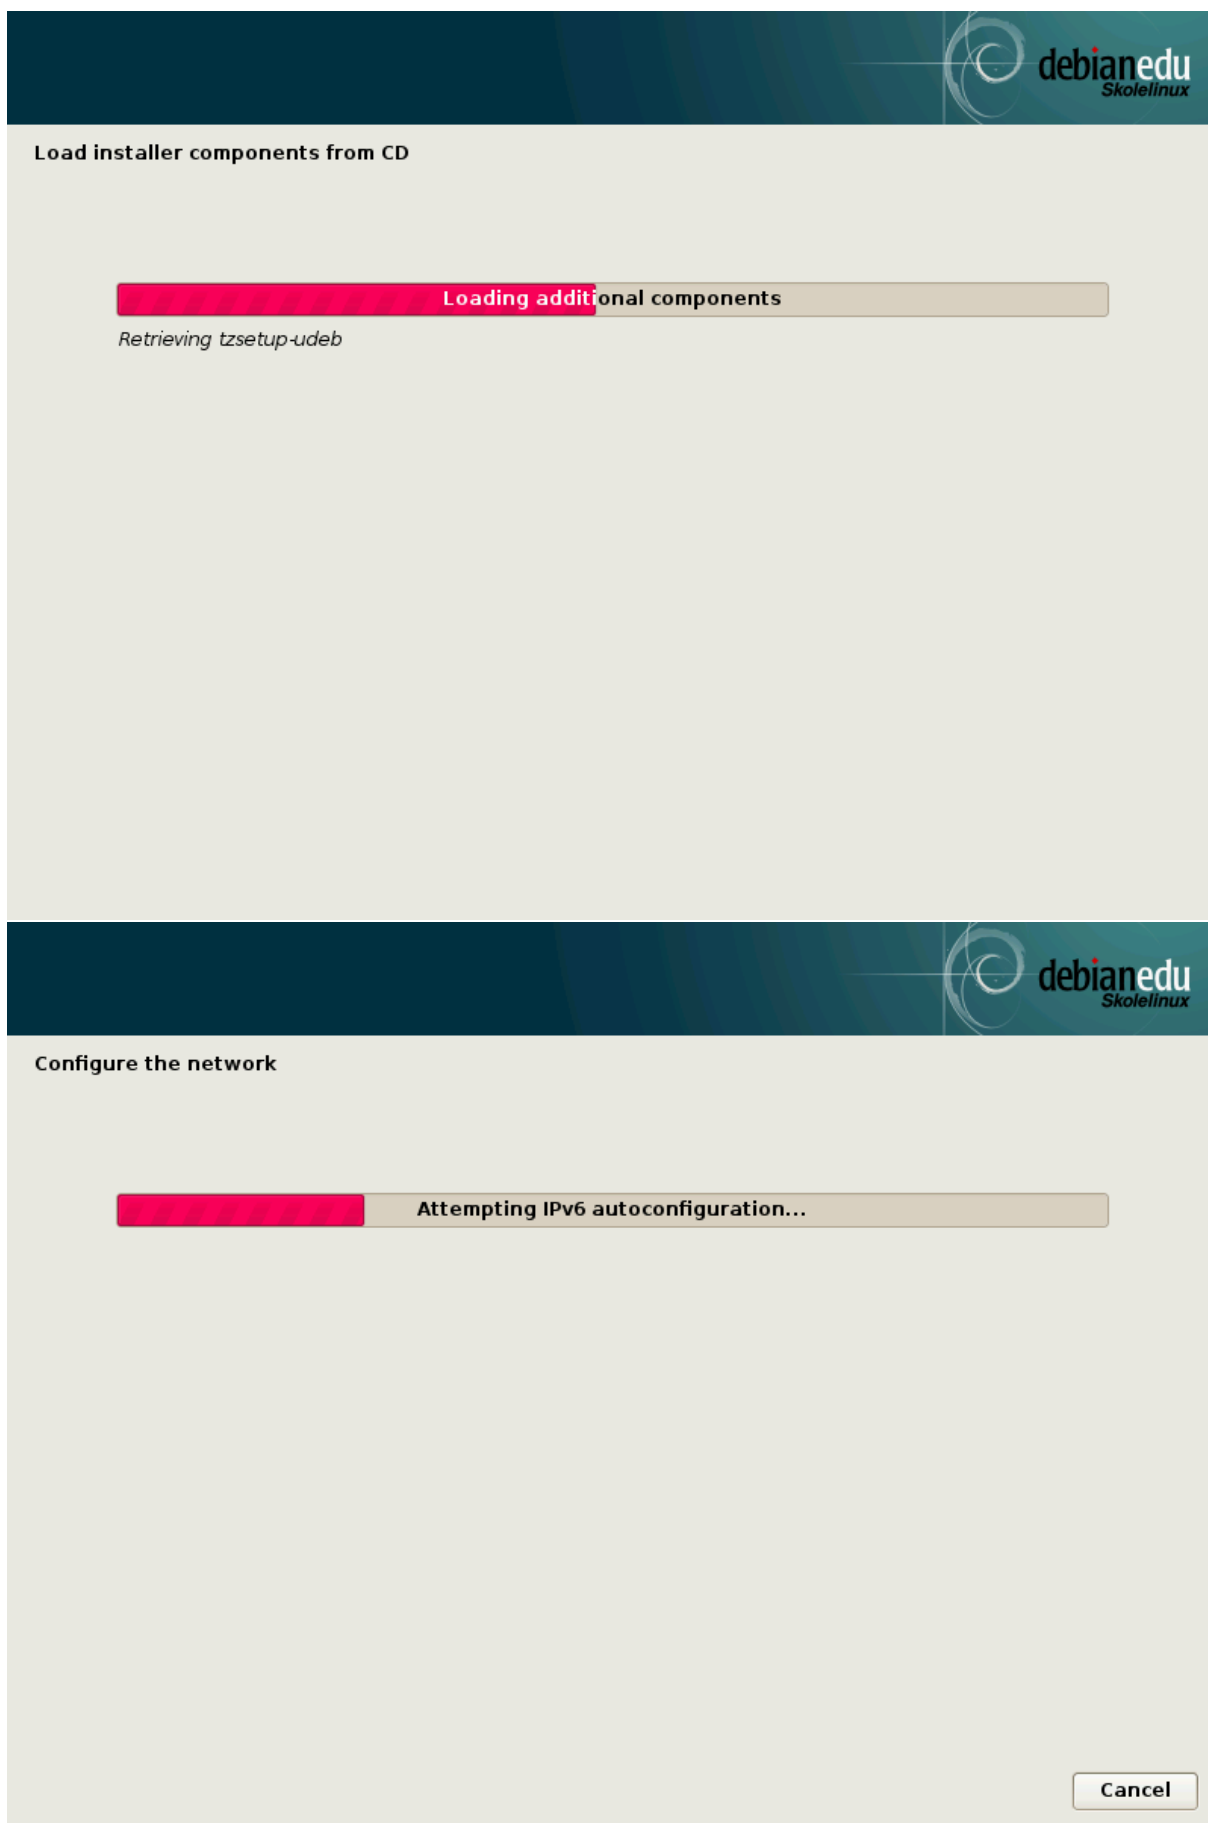 debianedu
Skolelinux
Load installer components from CD
Loading additional components
Retrieving tzsetup-udeb
debianedu
Skolelinux
Configure the network
Attempting IPv6 autoconfiguration...
Cancel